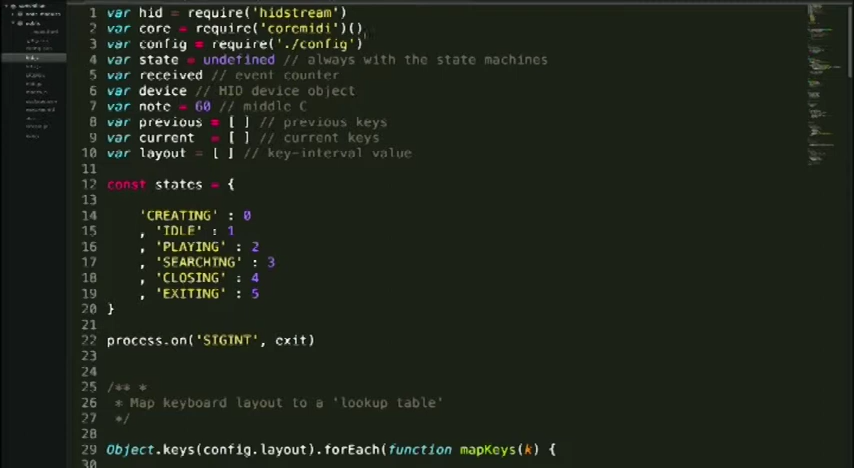 1 var hid = require('hidstream')
2 var core = require('coremidi')()
3 var config = require('./config')
4 var state = undefined // always with the state machines
5 var received // event counter
6 var device // HID device object
7 var note = 60 // middle C
8 var previous = [ ] // previous keys
9 var current = [ ] // current keys
10 var layout = [ ] // key-interval value
11
12 const states = {
13
14 'CREATING' : 0
15 , 'IDLE' : 1
16 , 'PLAYING' : 2
17 , 'SEARCHING' : 3
18 , 'CLOSING' : 4
19 , 'EXITING' : 5
20 }
21
22 process.on('SIGINT', exit)
23
24
25 /** *
26 * Map keyboard layout to a 'lookup table'
27 */
28
29 Object.keys(config.layout).forEach(function mapKeys(k) {
30